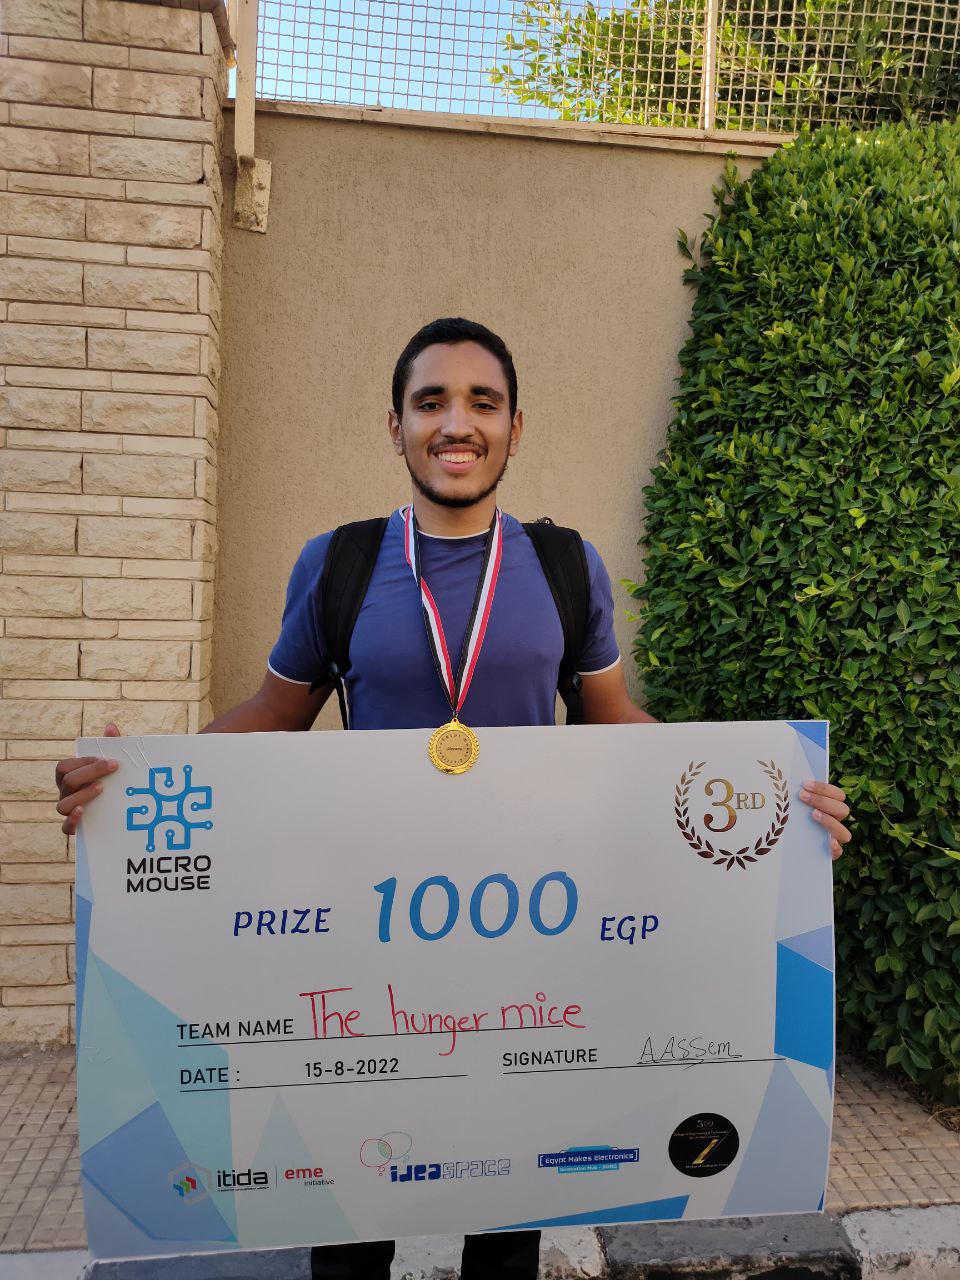 MICRO
MOUSE
3RD
PRIZE 1000 EGP
TEAM NAME The hunger mice
DATE : 15-8-2022
SIGNATURE AASSem
itida
eme
initiative
ideaspace
Egypt Makes Electronics